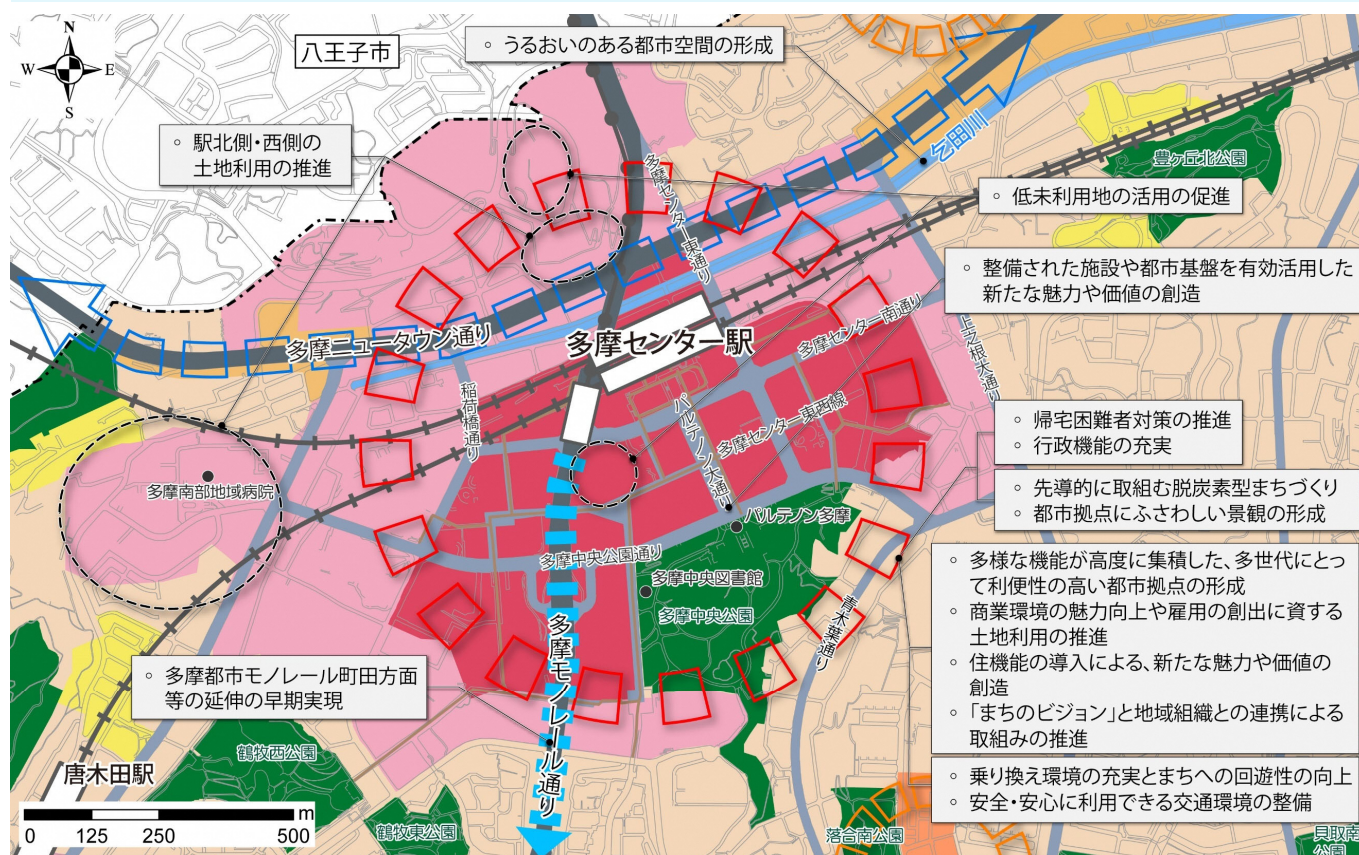 N
W
E
S
八王子市
◦ うるおいのある都市空間の形成
◦ 駅北側・西側の
土地利用の推進
乞田川
豊ヶ丘北公園
多摩センター東通り
◦ 低未利用地の活用の促進
◦ 整備された施設や都市基盤を有効活用した
新たな魅力や価値の創造
多摩ニュータウン通り
多摩センター駅
多摩センター南通り
上之根大通り
稲荷橋通り
パルテノン大通り
多摩センター東西線
◦ 帰宅困難者対策の推進
◦ 行政機能の充実
多摩南部地域病院
◦ 先導的に取組む脱炭素型まちづくり
◦ 都市拠点にふさわしい景観の形成
パルテノン多摩
多摩中央公園通り
多摩中央図書館
多摩中央公園
青木葉通り
◦ 多様な機能が高度に集積した、多世代にとっ
て利便性の高い都市拠点の形成
◦ 商業環境の魅力向上や雇用の創出に資する
土地利用の推進
◦ 住機能の導入による、新たな魅力や価値の
創造
◦ 「まちのビジョン」と地域組織との連携による
取組みの推進
多摩モノレール通り
◦ 多摩都市モノレール町田方面
等の延伸の早期実現
鶴牧西公園
唐木田駅
◦ 乗り換え環境の充実とまちへの回遊性の向上
◦ 安全・安心に利用できる交通環境の整備
0 125 250 500
m
鶴牧東公園
落合南公園
貝取南
公園